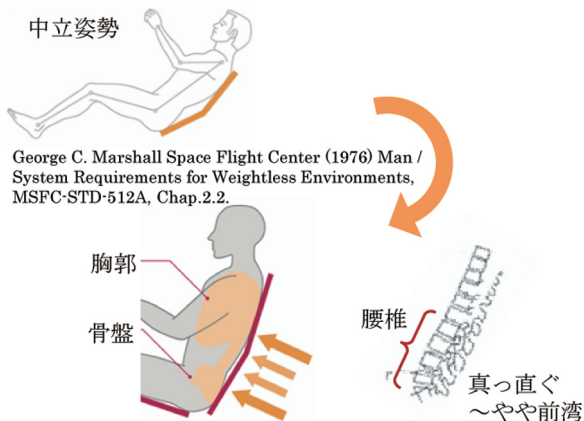 中立姿勢
George C. Marshall Space Flight Center (1976) Man /
System Requirements for Weightless Environments,
MSFC-STD-512A, Chap.2.2.
胸郭
骨盤
腰椎
真っ直ぐ
～やや前湾